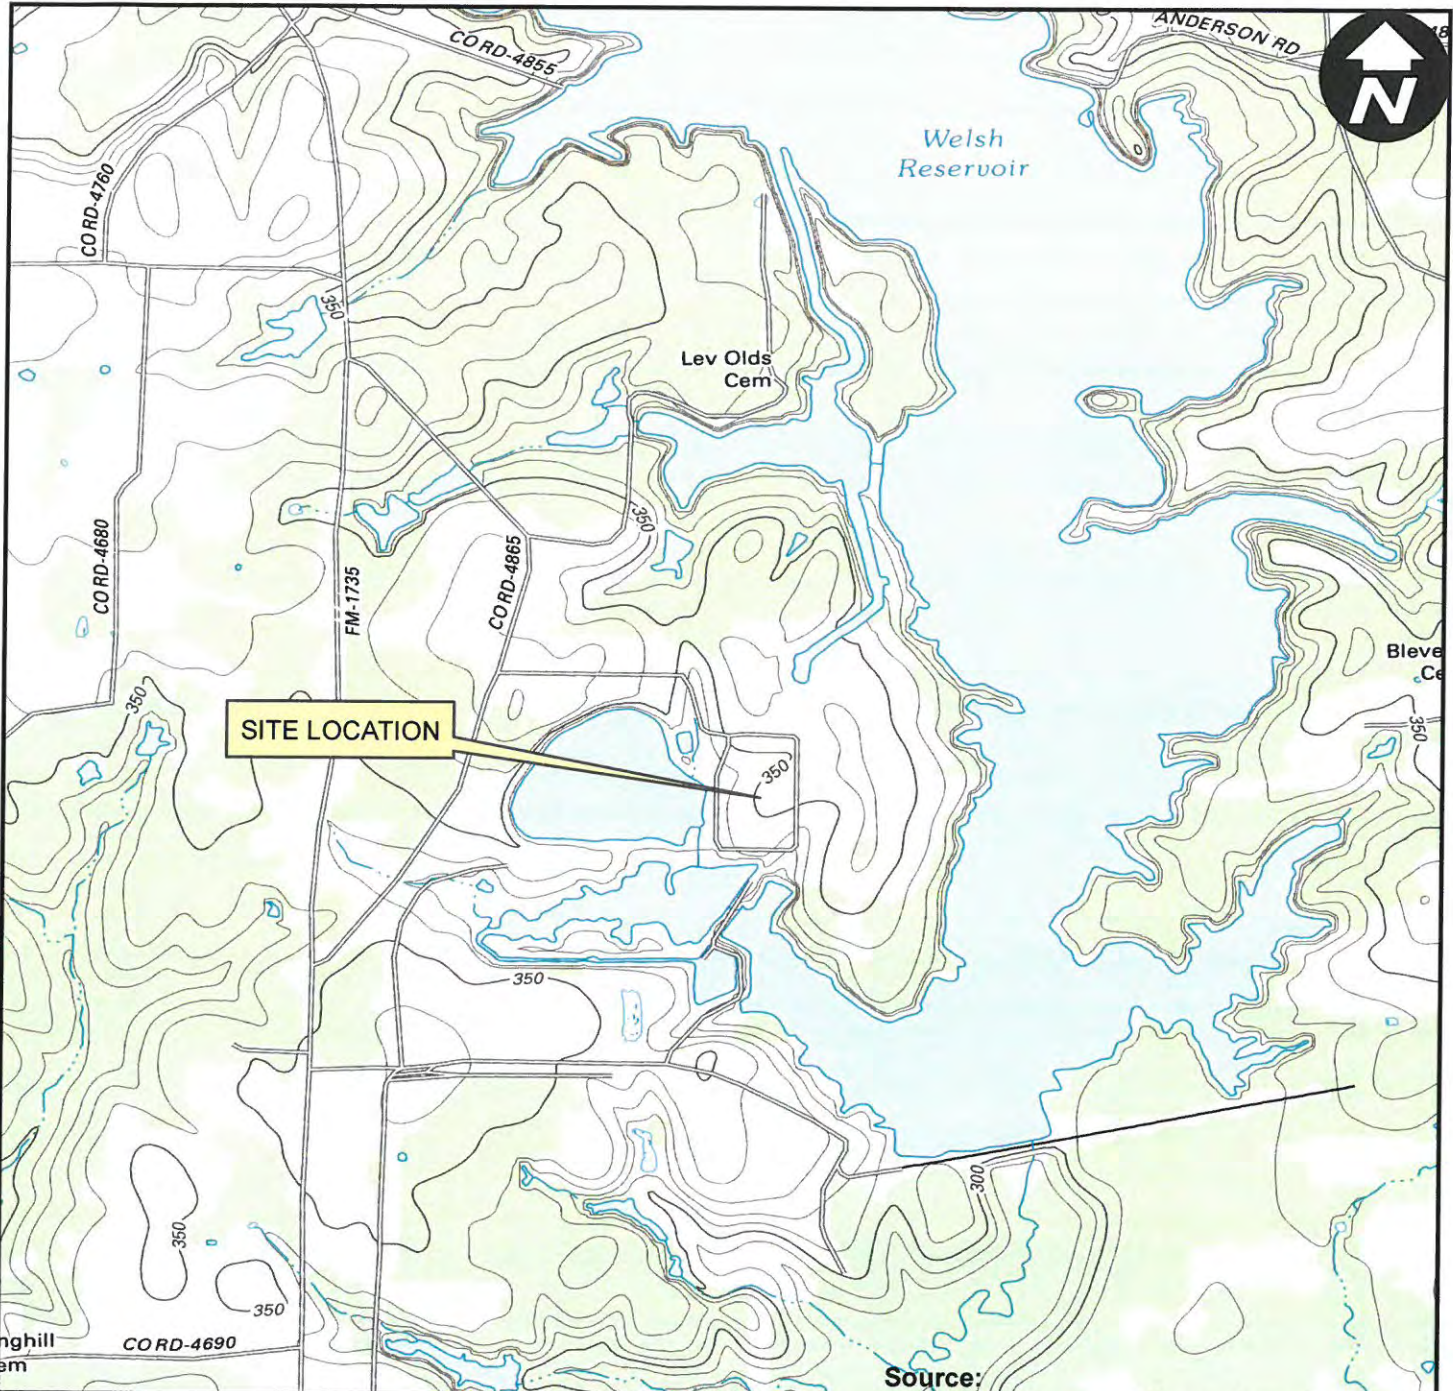 ANDERSON RD
CO RD-4855
N
Welsh
Reservoir
CO RD-4760
350
Lev Olds
Cem
CO RD-4680
350
CO RD-4865
FM-1735
Bleve
Ce
350
350
SITE LOCATION
350
350
300
350
350
nghill
em
CO RD-4690
Source: